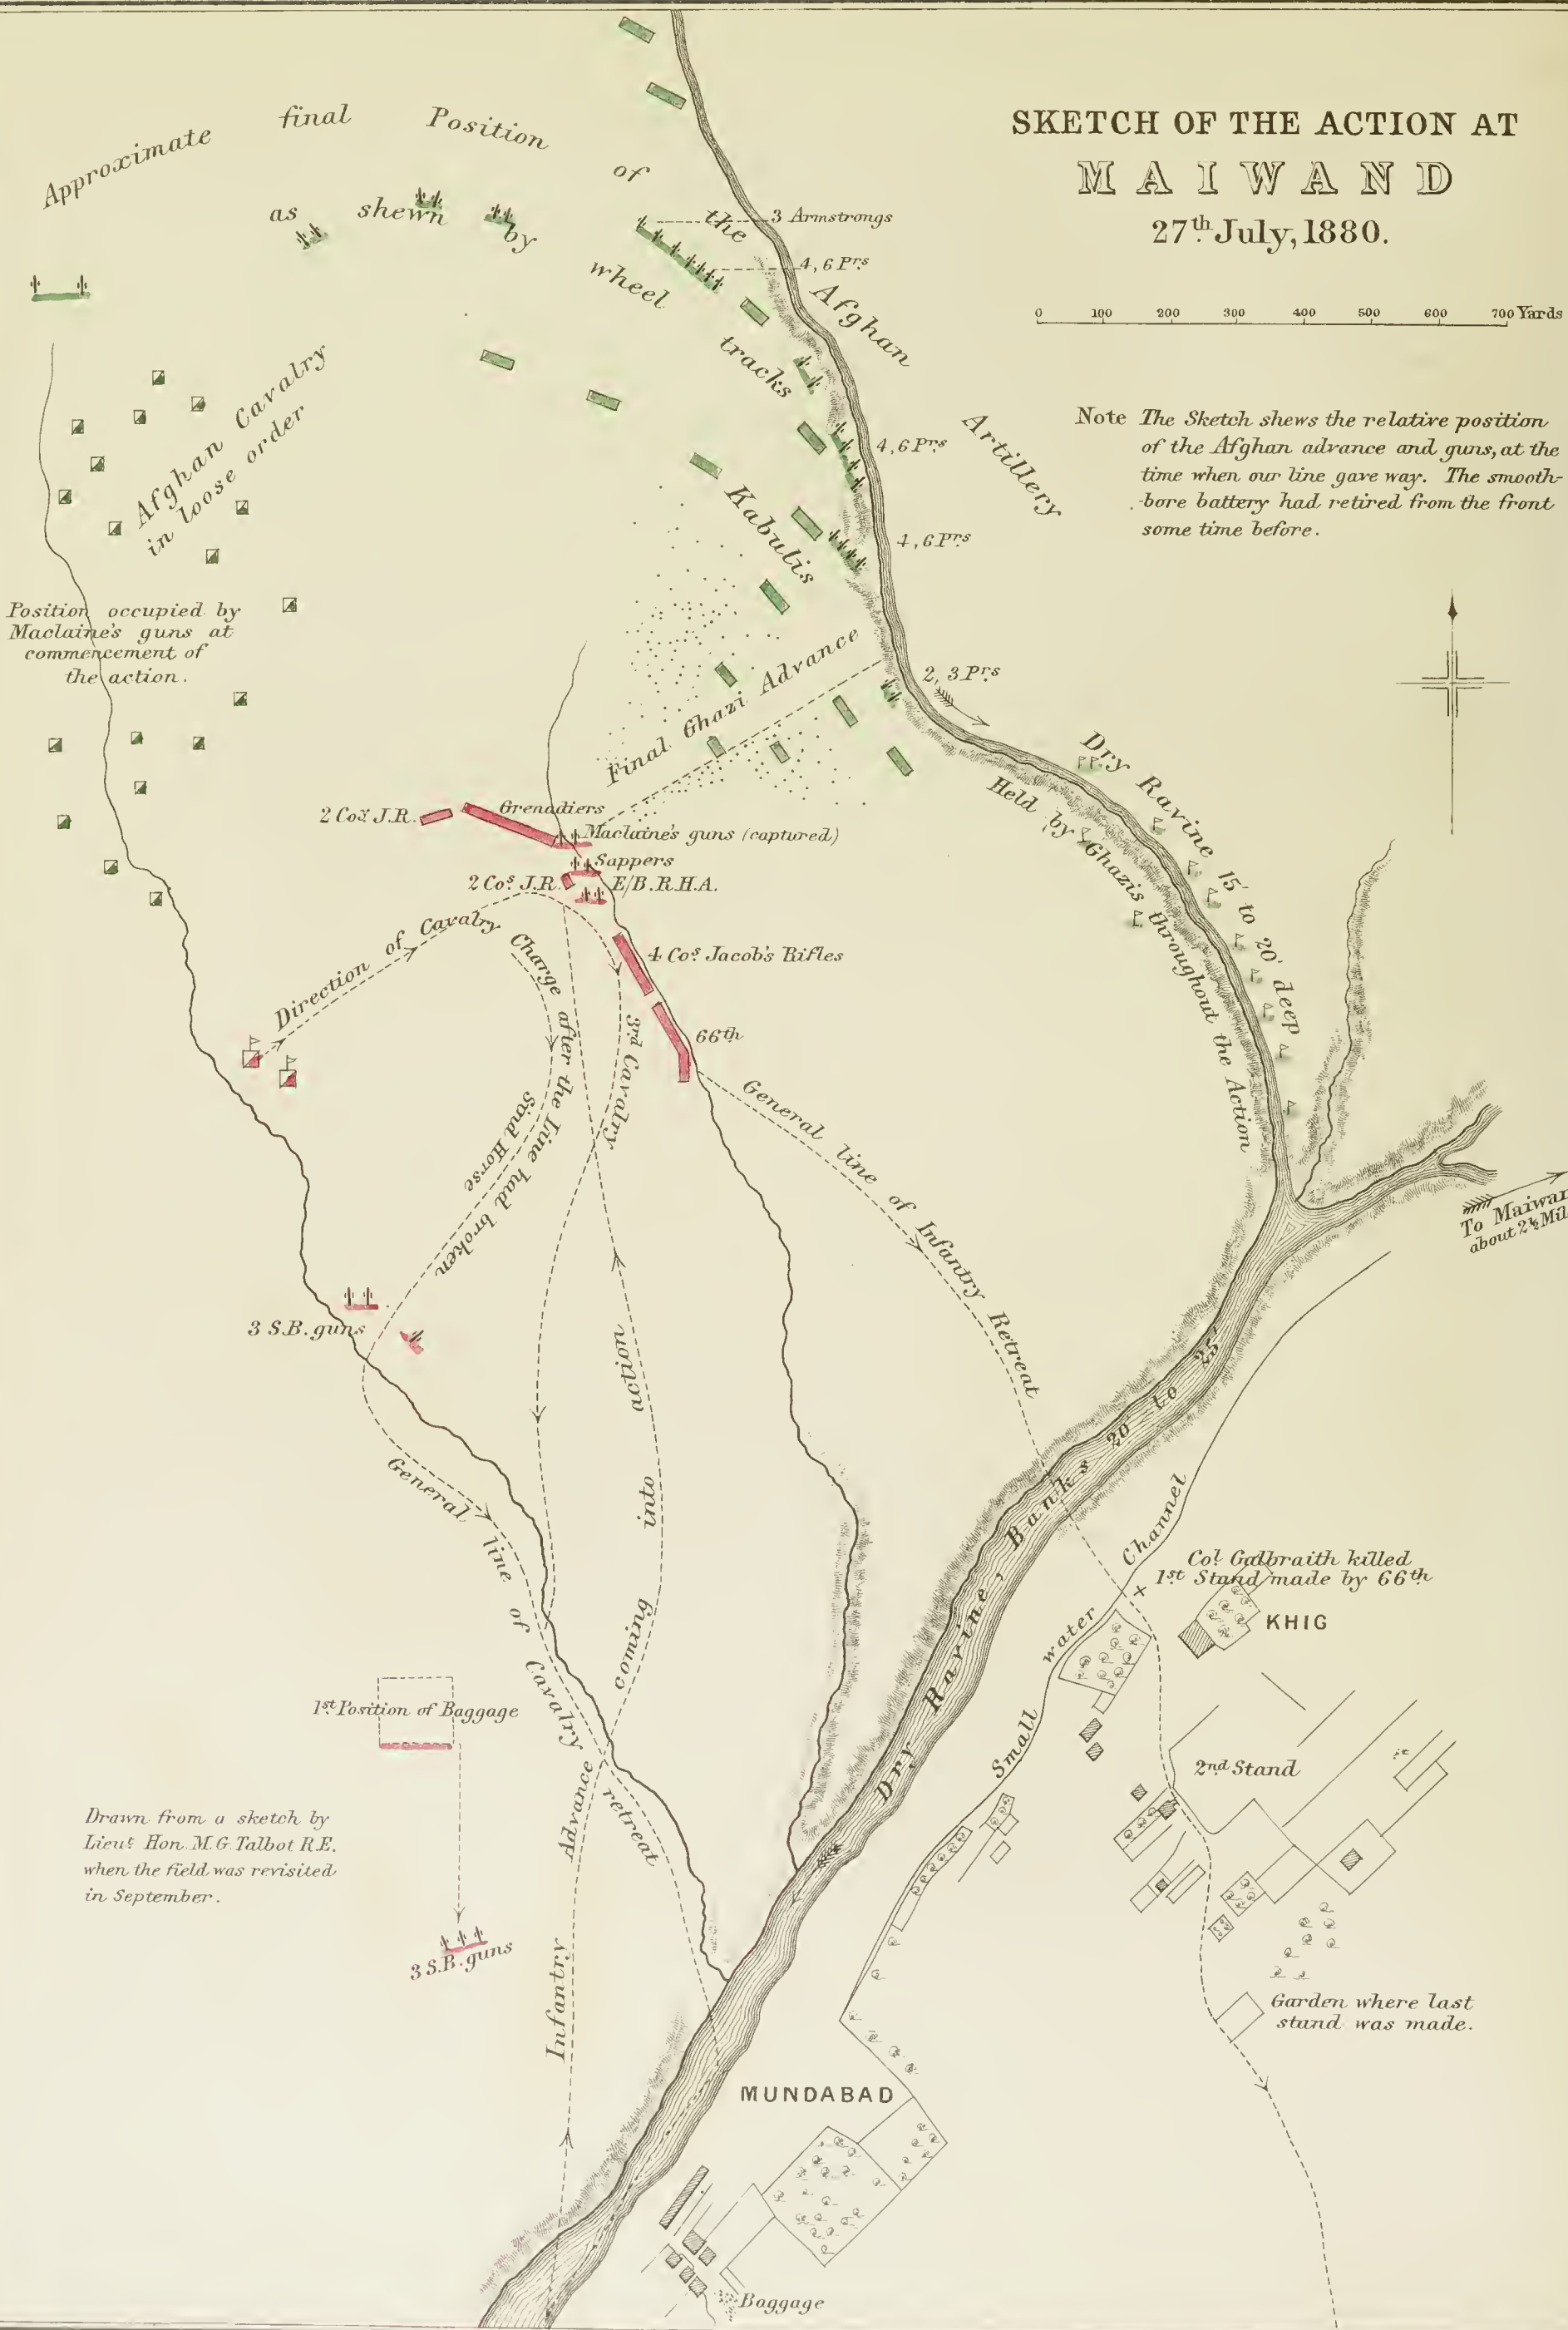 SKETCH OF THE ACTION AT
MAIWAND
27th July, 1880.
0 100 200 300 400 500 600 700 Yards
Note The Sketch shews the relative position
of the Afghan advance and guns, at the
time when our line gave way. The smooth-
-bore battery had retired from the front
some time before.
Approximate final Position of the Afghan Artillery
as shewn by wheel tracks
3 Armstrongs
4, 6 Prs
4, 6 Prs
4, 6 Prs
2, 3 Prs
Kabulis
Afghan Cavalry
in loose order
Position occupied by
Maclaine's guns at
commencement of
the action.
Final Ghazi Advance
Dry Ravine 15' to 20' deep
Held by Ghazis throughout the Action
2 Coys J.R.
Grenadiers
Maclaine's guns (captured)
Sappers
2 Cos. J.R.
E/B.R.H.A.
4 Cos. Jacob's Rifles
66th
Direction of Cavalry Charge after the Line had broken
3rd Cavalry
Sind Horse
General line of Infantry Retreat
To Maiwan
about 2½ Mil
3 S.B. guns
General line of Cavalry retreat
Infantry Advance coming into action
Dry Ravine, Banks 20 to 25'
Small water Channel
Col. Galbraith killed
1st Stand made by 66th
KHIG
1st Position of Baggage
2nd Stand
Drawn from a sketch by
Lieut. Hon. M.G. Talbot R.E.
when the field was revisited
in September.
3 S.B. guns
Garden where last
stand was made.
MUNDABAD
Baggage